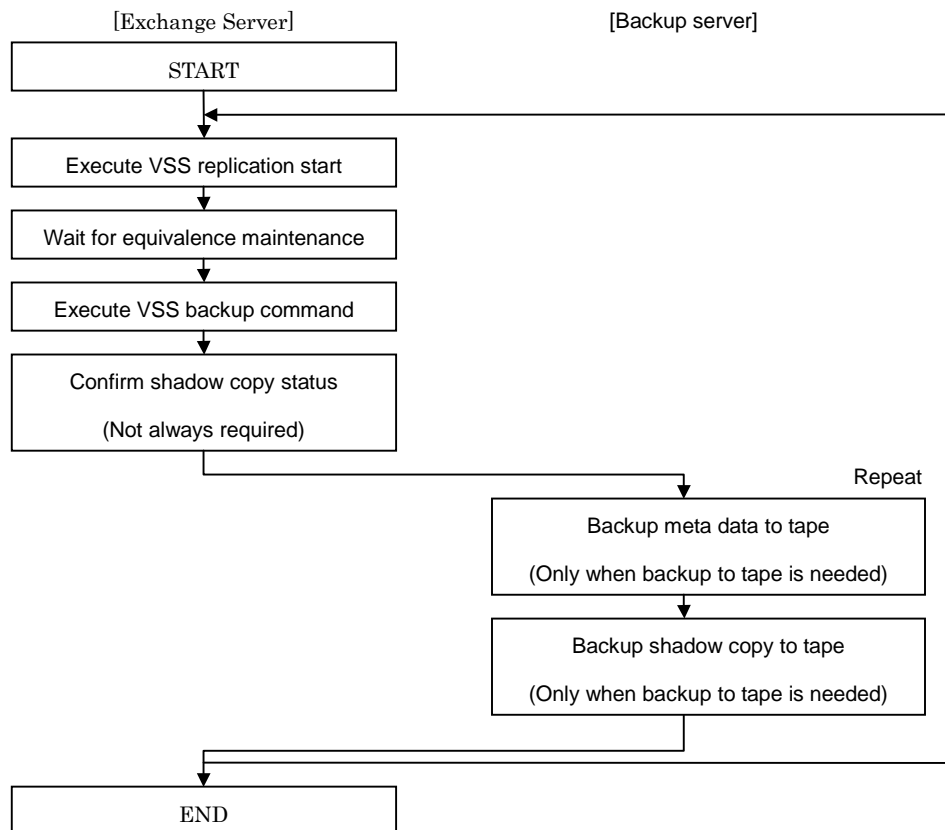 [Exchange Server]
[Backup server]
START
Execute VSS replication start
Wait for equivalence maintenance
Execute VSS backup command
Confirm shadow copy status
(Not always required)
Repeat
Backup meta data to tape
(Only when backup to tape is needed)
Backup shadow copy to tape
(Only when backup to tape is needed)
END